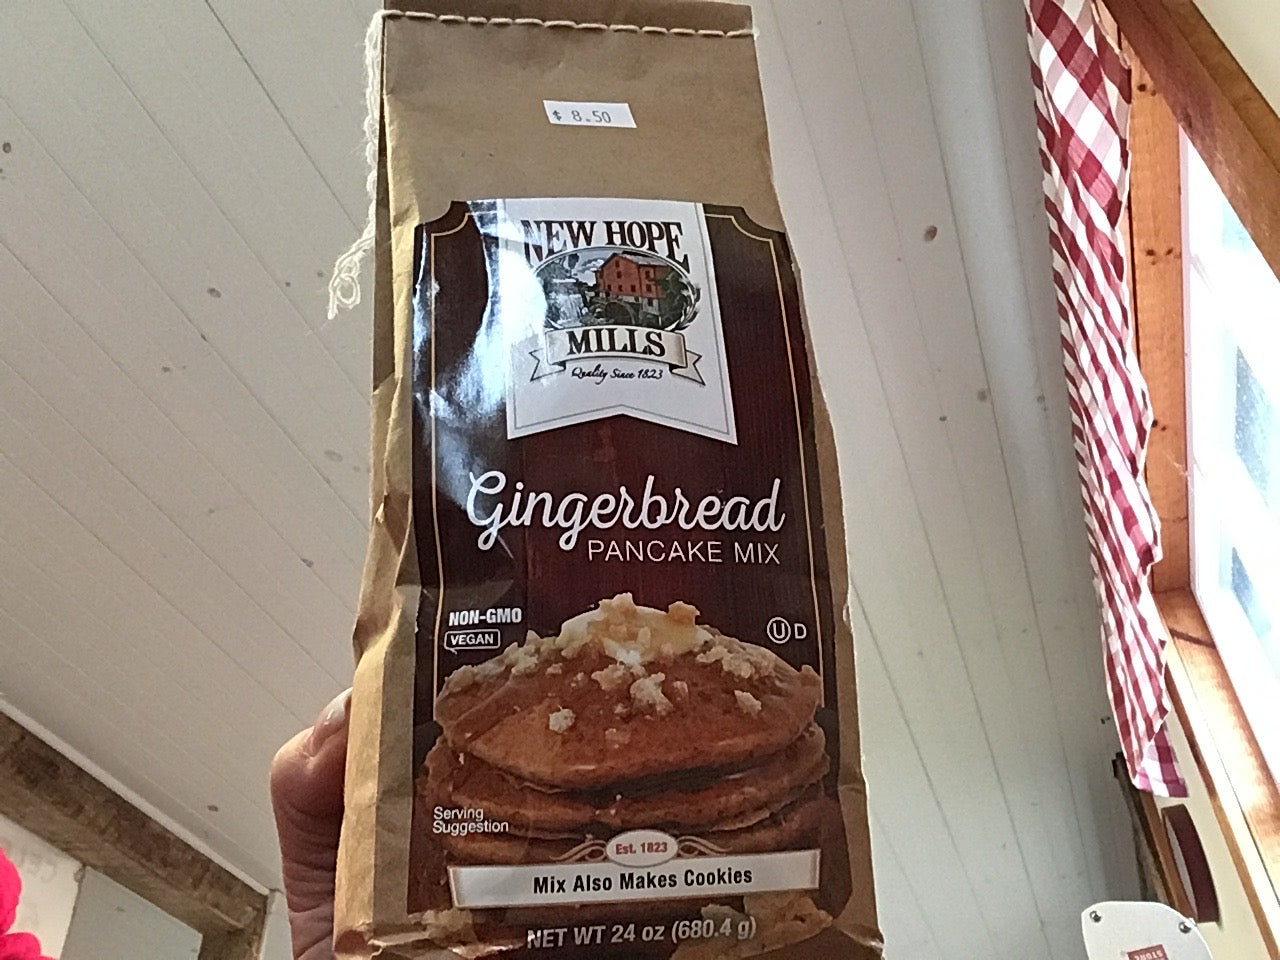 $ 8.50
NEW HOPE
MILLS
Quality Since 1823
Gingerbread
PANCAKE MIX
NON-GMO
VEGAN
U D
Serving
Suggestion
Est. 1823
Mix Also Makes Cookies
NET WT 24 oz (680.4 g)
STORE